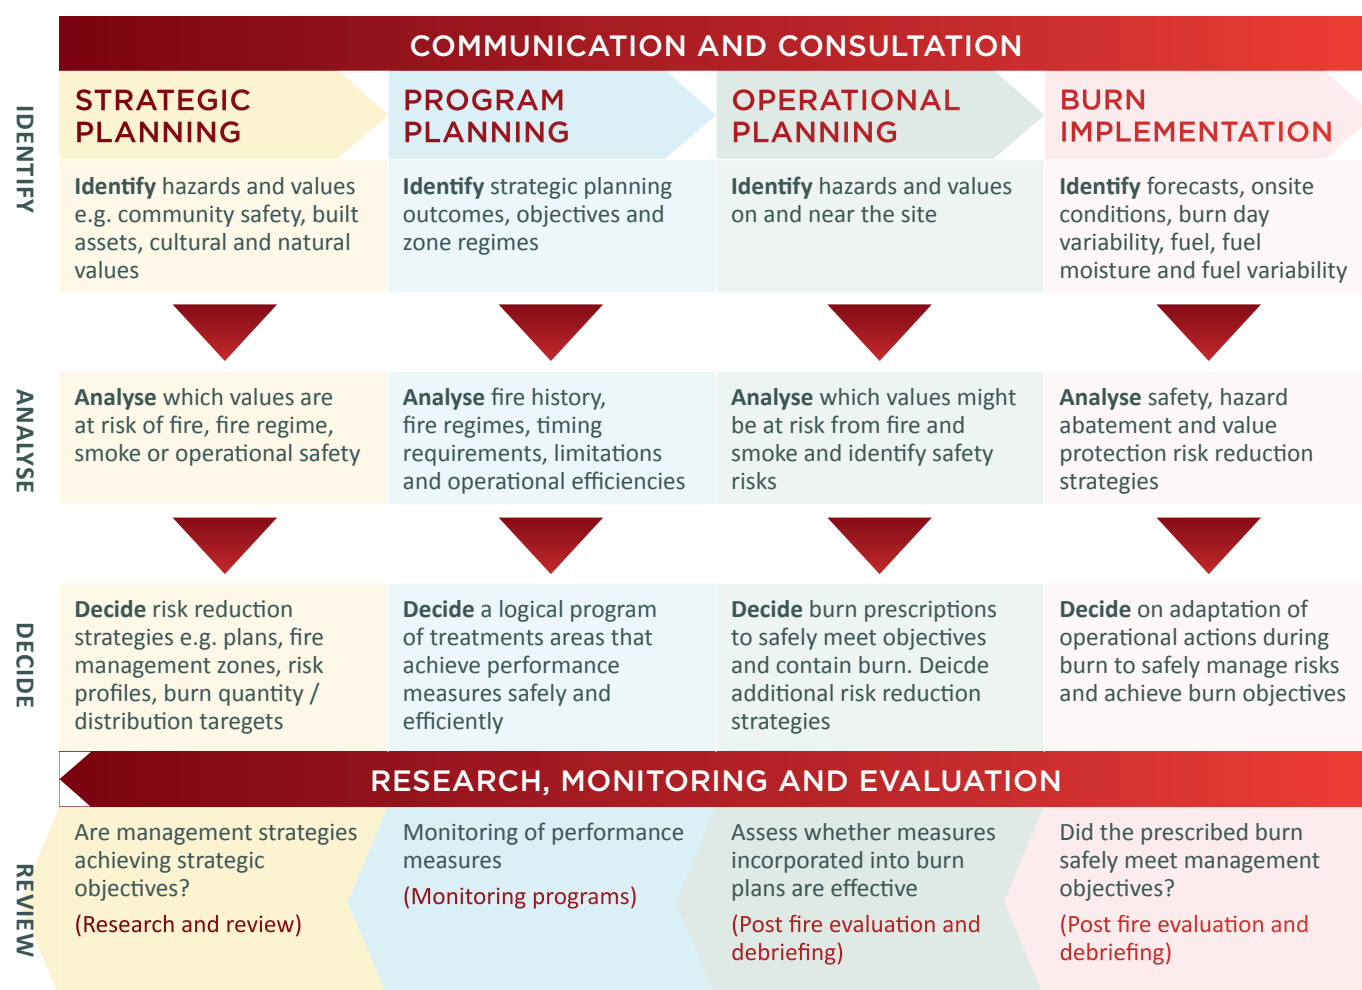 COMMUNICATION AND CONSULTATION
STRATEGIC
PLANNING
PROGRAM
PLANNING
OPERATIONAL
PLANNING
BURN
IMPLEMENTATION
IDENTIFY
Identify hazards and values
e.g. community safety, built
assets, cultural and natural
values
Identify strategic planning
outcomes, objectives and
zone regimes
Identify hazards and values
on and near the site
Identify forecasts, onsite
conditions, burn day
variability, fuel, fuel
moisture and fuel variability
ANALYSE
Analyse which values are
at risk of fire, fire regime,
smoke or operational safety
Analyse fire history,
fire regimes, timing
requirements, limitations
and operational efficiencies
Analyse which values might
be at risk from fire and
smoke and identify safety
risks
Analyse safety, hazard
abatement and value
protection risk reduction
strategies
DECIDE
Decide risk reduction
strategies e.g. plans, fire
management zones, risk
profiles, burn quantity /
distribution taregets
Decide a logical program
of treatments areas that
achieve performance
measures safely and
efficiently
Decide burn prescriptions
to safely meet objectives
and contain burn. Deicde
additional risk reduction
strategies
Decide on adaptation of
operational actions during
burn to safely manage risks
and achieve burn objectives
RESEARCH, MONITORING AND EVALUATION
REVIEW
Are management strategies
achieving strategic
objectives?
(Research and review)
Monitoring of performance
measures
(Monitoring programs)
Assess whether measures
incorporated into burn
plans are effective
(Post fire evaluation and
debriefing)
Did the prescribed burn
safely meet management
objectives?
(Post fire evaluation and
debriefing)